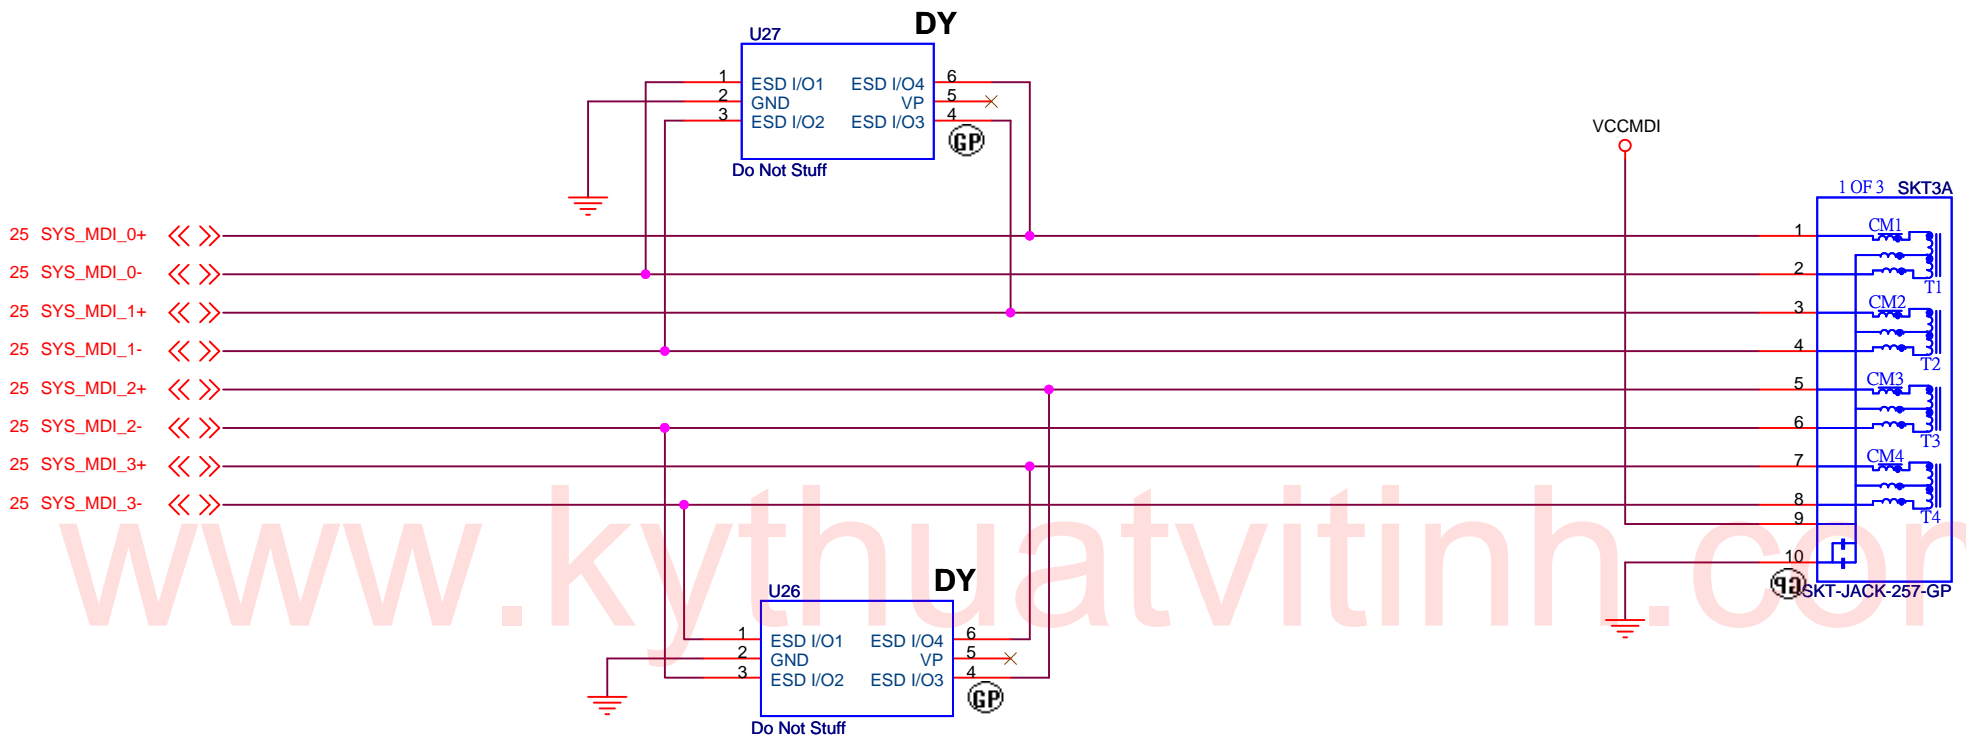 DY
U27
1 ESD I/O1 ESD I/O4 6
2 GND VP 5
3 ESD I/O2 ESD I/O3 4
GP
Do Not Stuff
VCCMDI
1 OF 3 SKT3A
25 SYS_MDI_0+ 1 CM1
25 SYS_MDI_0- 2 T1
25 SYS_MDI_1+ 3 CM2
25 SYS_MDI_1- 4 T2
25 SYS_MDI_2+ 5 CM3
25 SYS_MDI_2- 6 T3
25 SYS_MDI_3+ 7 CM4
25 SYS_MDI_3- 8 T4
9
10
GP
SKT-JACK-257-GP
www.kythuatvitinh.com
DY
U26
1 ESD I/O1 ESD I/O4 6
2 GND VP 5
3 ESD I/O2 ESD I/O3 4
GP
Do Not Stuff